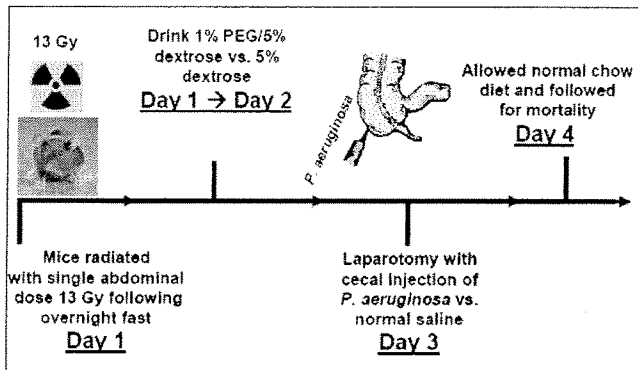 13 Gy
Drink 1% PEG/5%
dextrose vs. 5%
dextrose
Day 1 → Day 2
P. aeruginosa
Allowed normal chow
diet and followed
for mortality
Day 4
Mice radiated
with single abdominal
dose 13 Gy following
overnight fast
Day 1
Laparotomy with
cecal Injection of
P. aeruginosa vs.
normal saline
Day 3